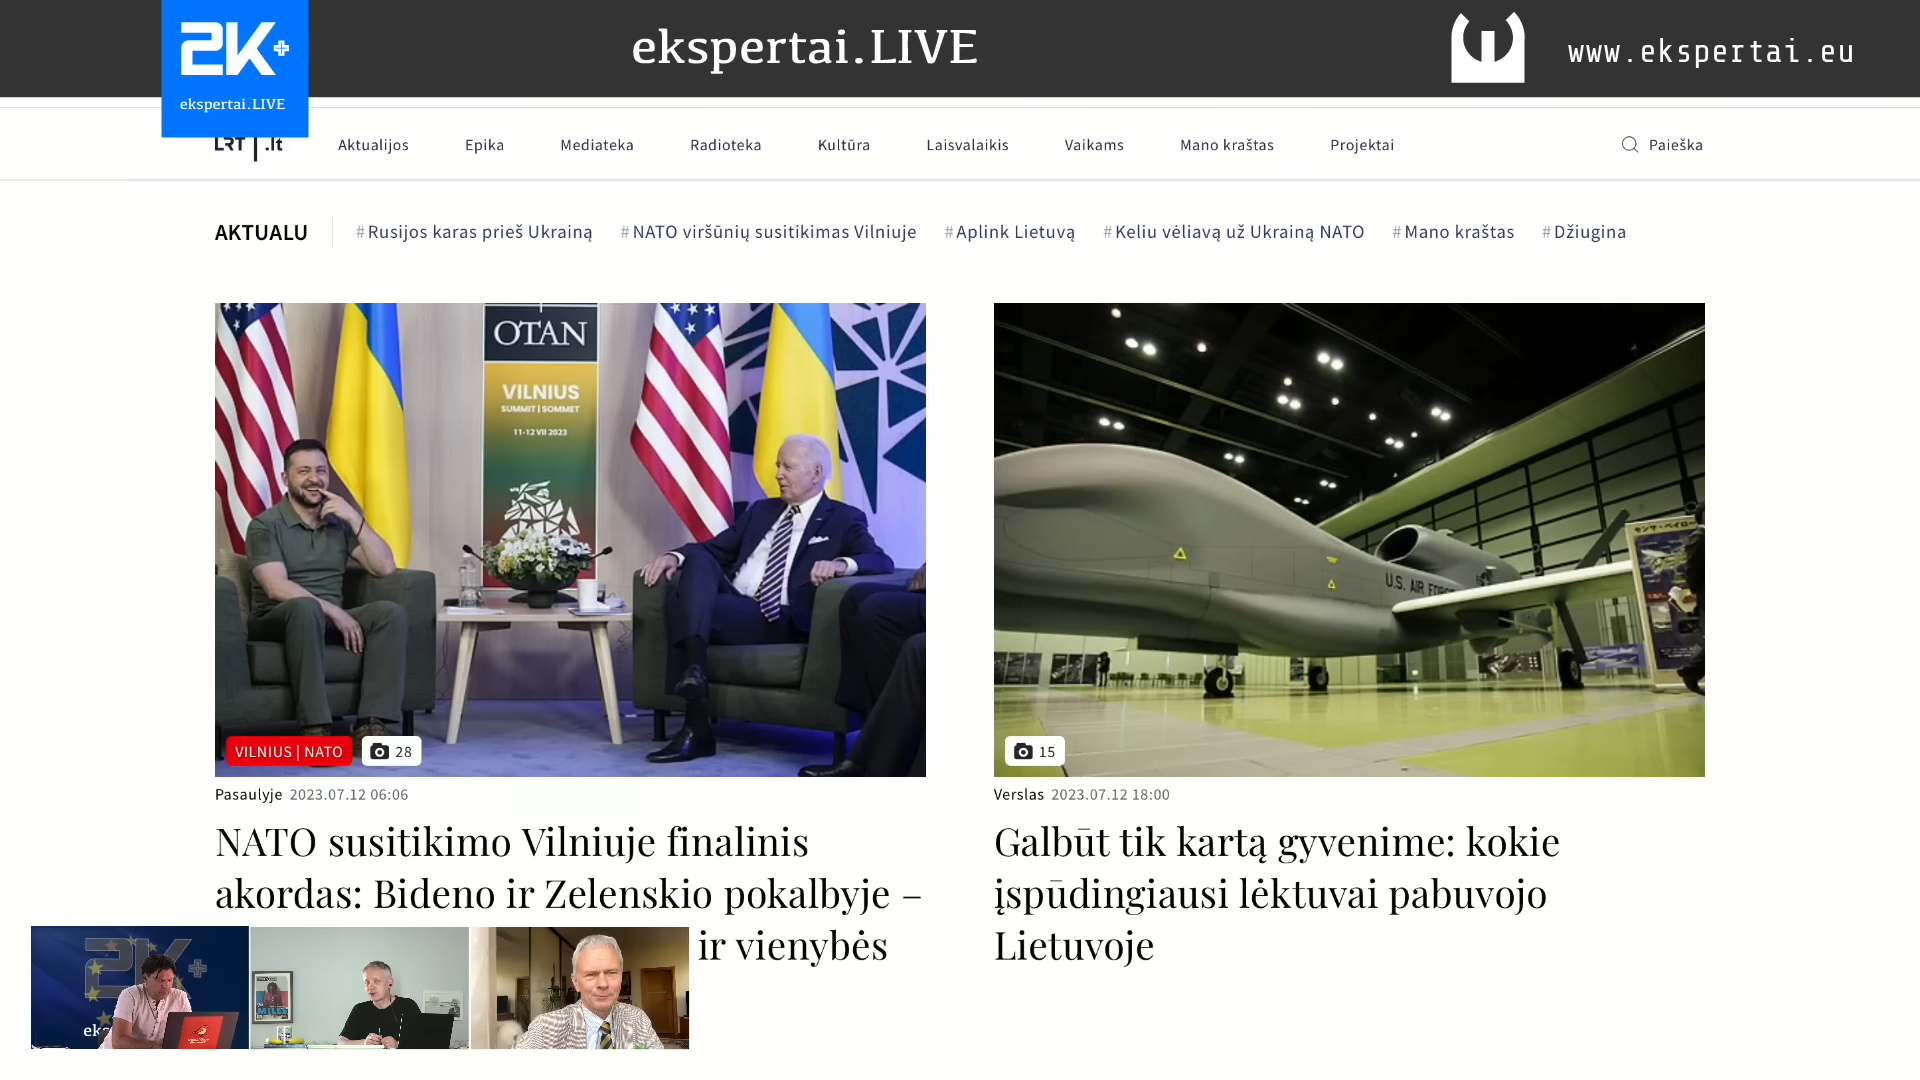 2K+
ekspertai.LIVE
ekspertai.LIVE
www.ekspertai.eu
LRT .lt
Aktualijos
Epika
Mediateka
Radioteka
Kultūra
Laisvalaikis
Vaikams
Mano kraštas
Projektai
Paieška
AKTUALU
#Rusijos karas prieš Ukrainą
#NATO viršūnių susitikimas Vilniuje
#Aplink Lietuvą
#Keliu vėliavą už Ukrainą NATO
#Mano kraštas
#Džiugina
OTAN
VILNIUS
SUMMIT | SOMMET
11-12 VII 2023
VILNIUS | NATO
28
Pasaulyje 2023.07.12 06:06
NATO susitikimo Vilniuje finalinis
akordas: Bideno ir Zelenskio pokalbyje –
ir vienybės
U.S. AIR FORCE
15
Verslas 2023.07.12 18:00
Galbūt tik kartą gyvenime: kokie
įspūdingiausi lėktuvai pabuvojo
Lietuvoje
2K+